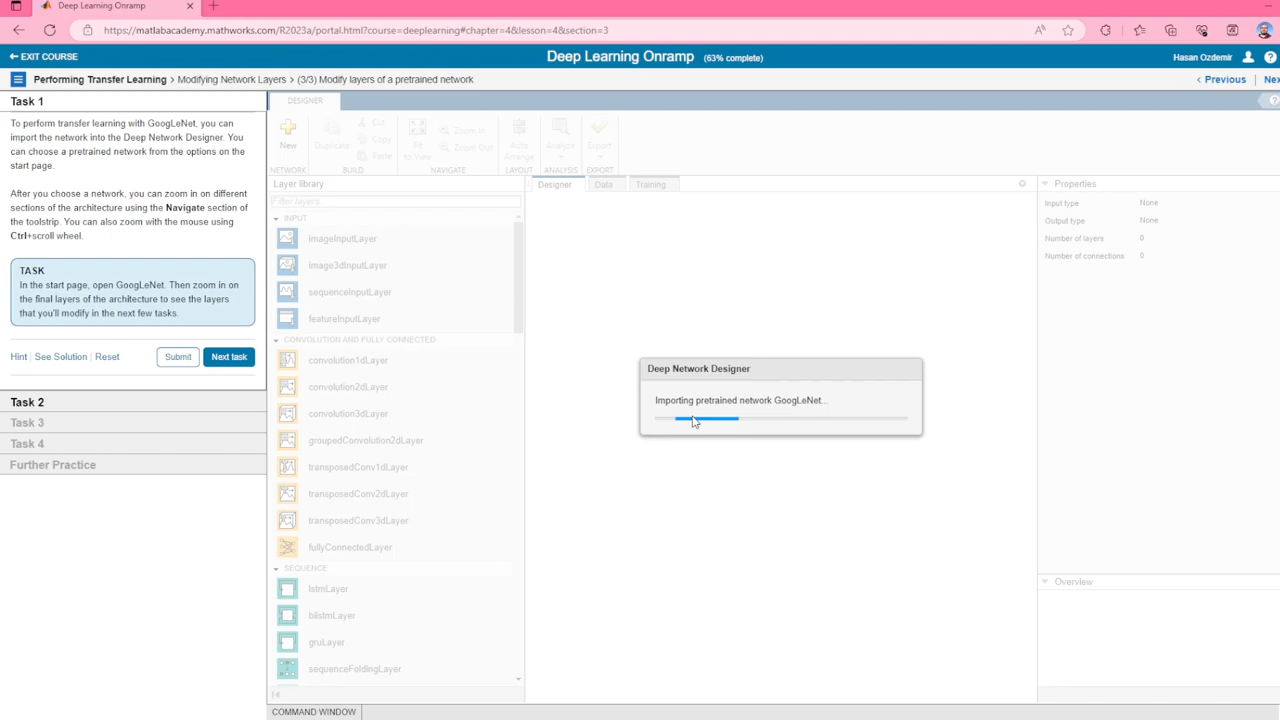 Deep Learning Onramp
https://matlabacademy.mathworks.com/R2023a/portal.html?course=deeplearning#chapter=4&lesson=4&section=3
EXIT COURSE
Deep Learning Onramp (63% complete)
Hasan Ozdemir
Performing Transfer Learning > Modifying Network Layers > (3/3) Modify layers of a pretrained network
< Previous
Nex
Task 1
To perform transfer learning with GoogLeNet, you can
import the network into the Deep Network Designer. You
can choose a pretrained network from the options on the
start page.
After you choose a network, you can zoom in on different
sections of the architecture using the Navigate section of
the toolstrip. You can also zoom with the mouse using
Ctrl+scroll wheel.
TASK
In the start page, open GoogLeNet. Then zoom in on
the final layers of the architecture to see the layers
that you'll modify in the next few tasks.
Hint | See Solution | Reset
Submit
Next task
Task 2
Task 3
Task 4
Further Practice
DESIGNER
New
Duplicate
Cut
Copy
Paste
Fit
to View
Zoom In
Zoom Out
Auto
Arrange
Analyze
Export
NETWORK
BUILD
NAVIGATE
LAYOUT
ANALYSIS
EXPORT
Layer library
Filter layers...
INPUT
imageInputLayer
image3dInputLayer
sequenceInputLayer
featureInputLayer
CONVOLUTION AND FULLY CONNECTED
convolution1dLayer
convolution2dLayer
convolution3dLayer
groupedConvolution2dLayer
transposedConv1dLayer
transposedConv2dLayer
transposedConv3dLayer
fullyConnectedLayer
SEQUENCE
lstmLayer
bilstmLayer
gruLayer
sequenceFoldingLayer
Designer
Data
Training
Deep Network Designer
Importing pretrained network GoogLeNet...
Properties
Input type None
Output type None
Number of layers 0
Number of connections 0
Overview
COMMAND WINDOW